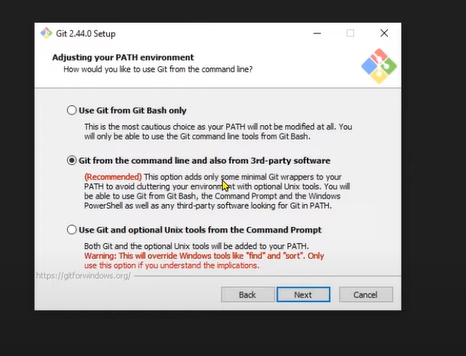 Git 2.44.0 Setup
Adjusting your PATH environment
How would you like to use Git from the command line?
Use Git from Git Bash only
This is the most cautious choice as your PATH will not be modified at all. You
will only be able to use the Git command line tools from Git Bash.
Git from the command line and also from 3rd-party software
(Recommended) This option adds only some minimal Git wrappers to your
PATH to avoid cluttering your environment with optional Unix tools. You will
be able to use Git from Git Bash, the Command Prompt and the Windows
PowerShell as well as any third-party software looking for Git in PATH.
Use Git and optional Unix tools from the Command Prompt
Both Git and the optional Unix tools will be added to your PATH.
Warning: This will override Windows tools like "find" and "sort". Only
use this option if you understand the implications.
https://gitforwindows.org/
Back Next Cancel